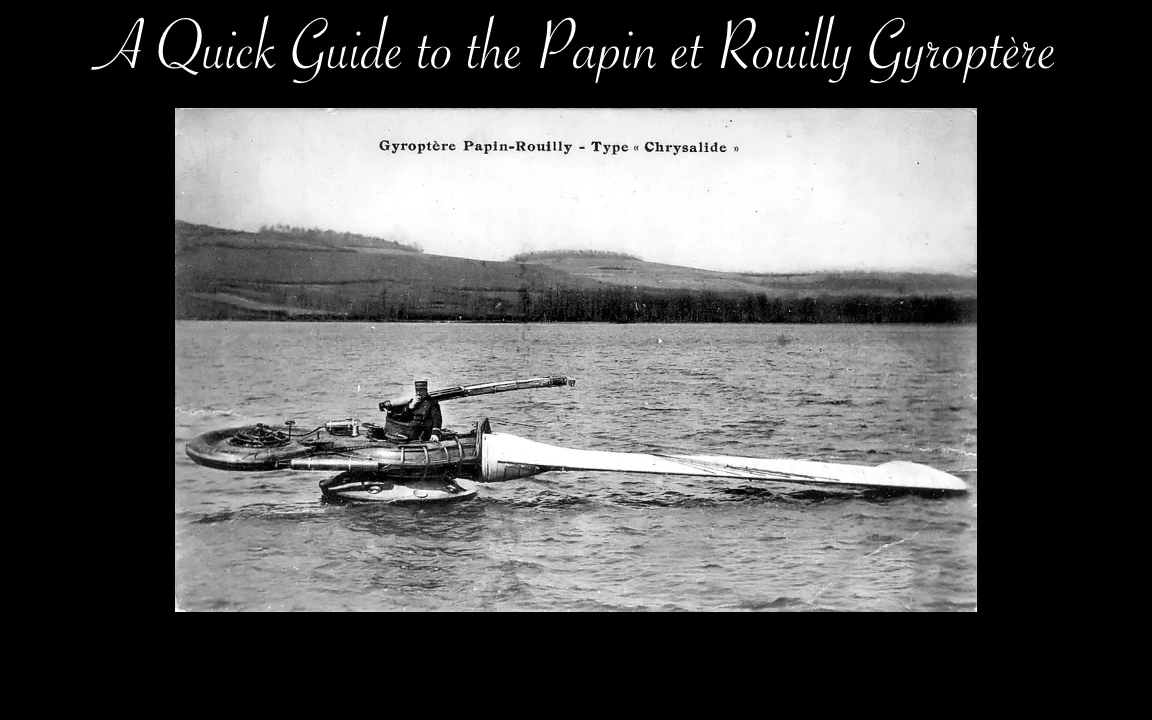 A Quick Guide to the Papin et Rouilly Gyroptère
Gyroptère Papin-Rouilly - Type « Chrysalide »